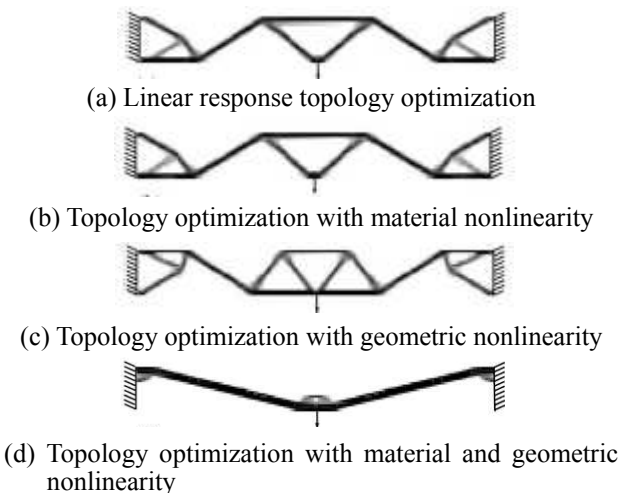 (a) Linear response topology optimization
(b) Topology optimization with material nonlinearity
(c) Topology optimization with geometric nonlinearity
(d) Topology optimization with material and geometric
nonlinearity